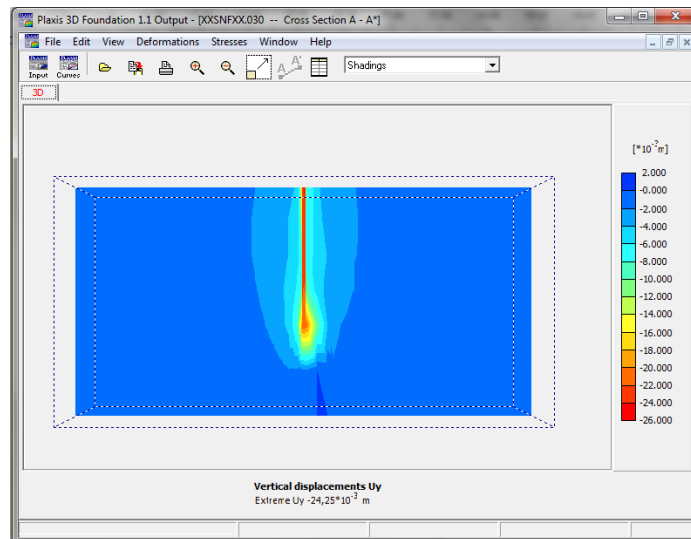 Plaxis 3D Foundation 1.1 Output - [XXSNFXX.030 -- Cross Section A - A*]
File Edit View Deformations Stresses Window Help
Input Curves Shadings
3D
2.000
-0.000
-2.000
-4.000
-6.000
-8.000
-10.000
-12.000
-14.000
-16.000
-18.000
-20.000
-22.000
-24.000
-26.000
Vertical displacements Uy
Extreme Uy -24,25*10⁻³ m